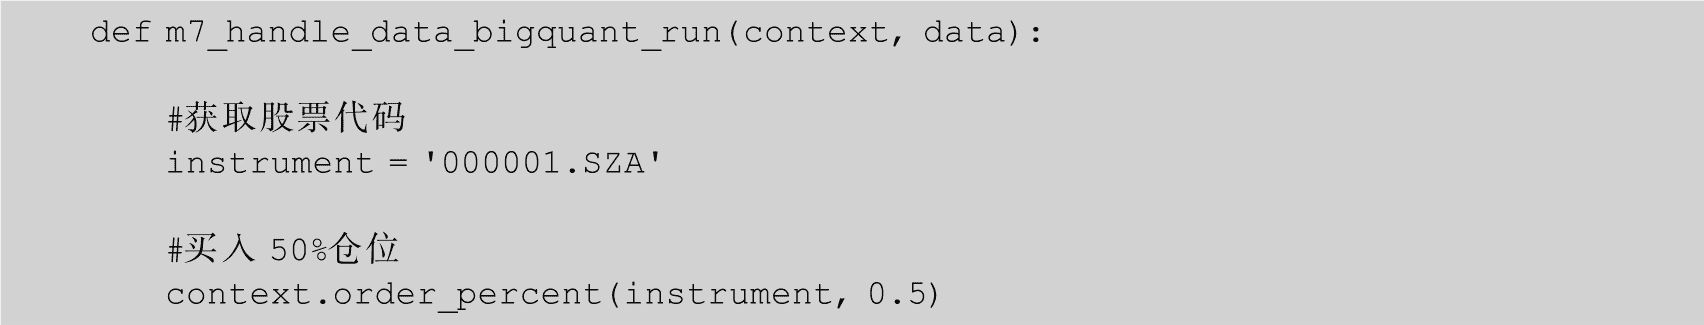 def m7_handle_data_bigquant_run(context, data):
#获取股票代码
instrument = '000001.SZA'
#买入 50%仓位
context.order_percent(instrument, 0.5)